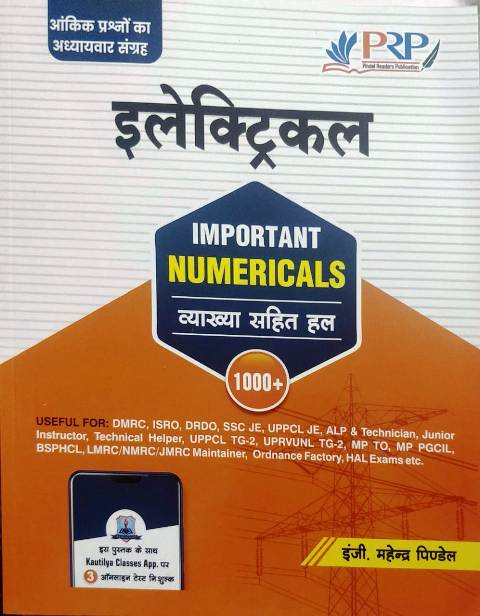 आंकिक प्रश्नों का
अध्यायवार संग्रह
PRP
Pindel Readers Publication
इलेक्ट्रिकल
IMPORTANT
NUMERICALS
व्याख्या सहित हल
1000+
USEFUL FOR: DMRC, ISRO, DRDO, SSC JE, UPPCL JE, ALP & Technician, Junior
Instructor, Technical Helper, UPPCL TG-2, UPRVUNL TG-2, MP TO, MP PGCIL,
BSPHCL, LMRC/NMRC/JMRC Maintainer, Ordnance Factory, HAL Exams etc.
इस पुस्तक के साथ
Kautilya Classes App. पर
3 ऑनलाइन टेस्ट निःशुल्क
इंजी. महेन्द्र पिण्डेल